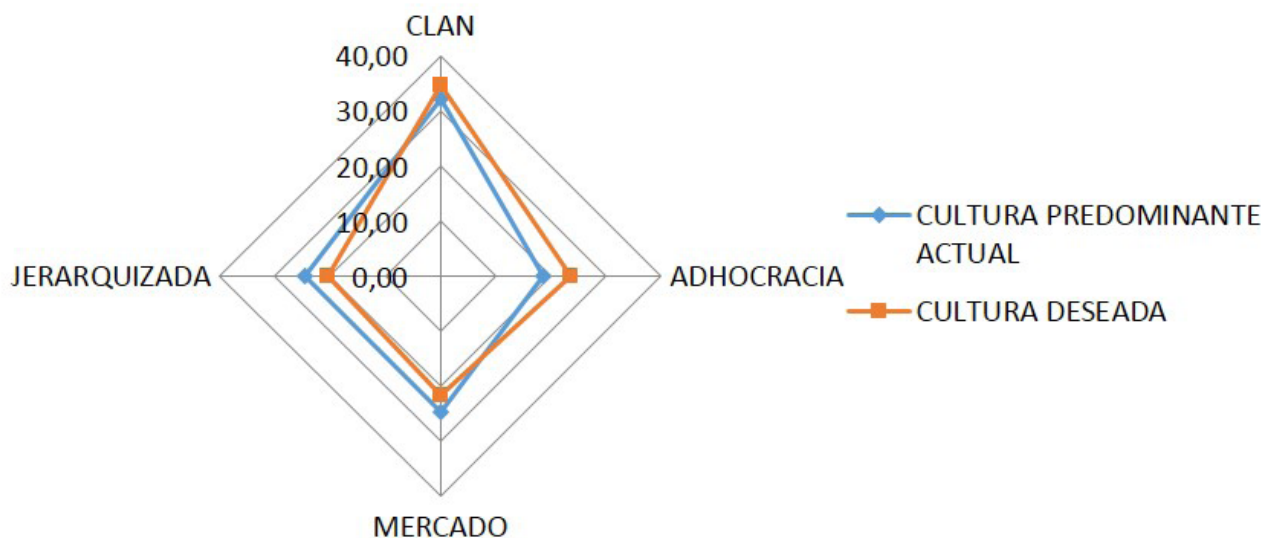 CLAN
40,00
30,00
20,00
10,00
0,00
JERARQUIZADA
ADHOCRACIA
MERCADO
CULTURA PREDOMINANTE
ACTUAL
CULTURA DESEADA